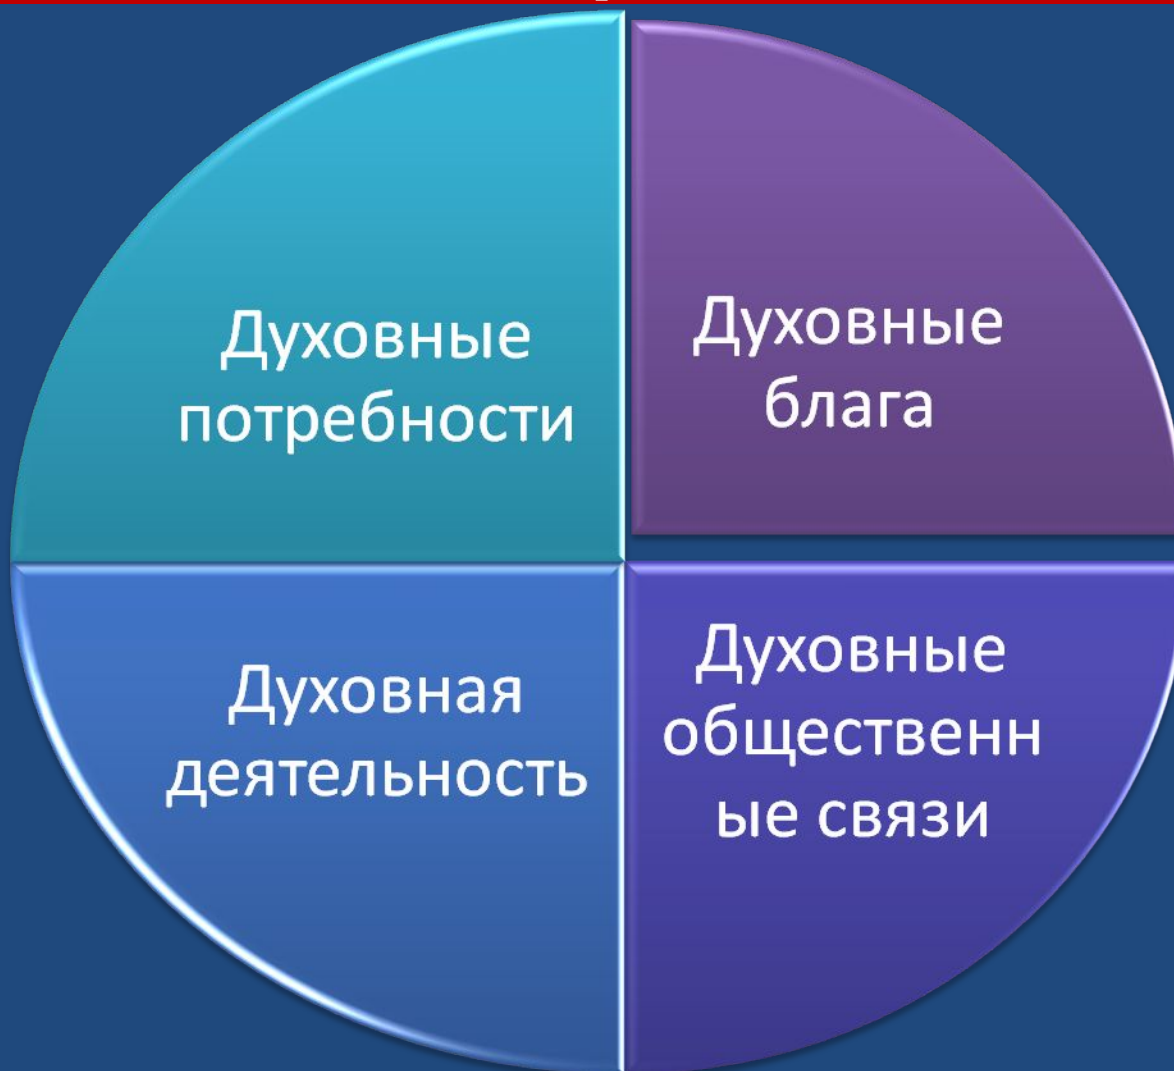 Духовные
потребности
Духовные
блага
Духовная
деятельность
Духовные
общественн
ые связи